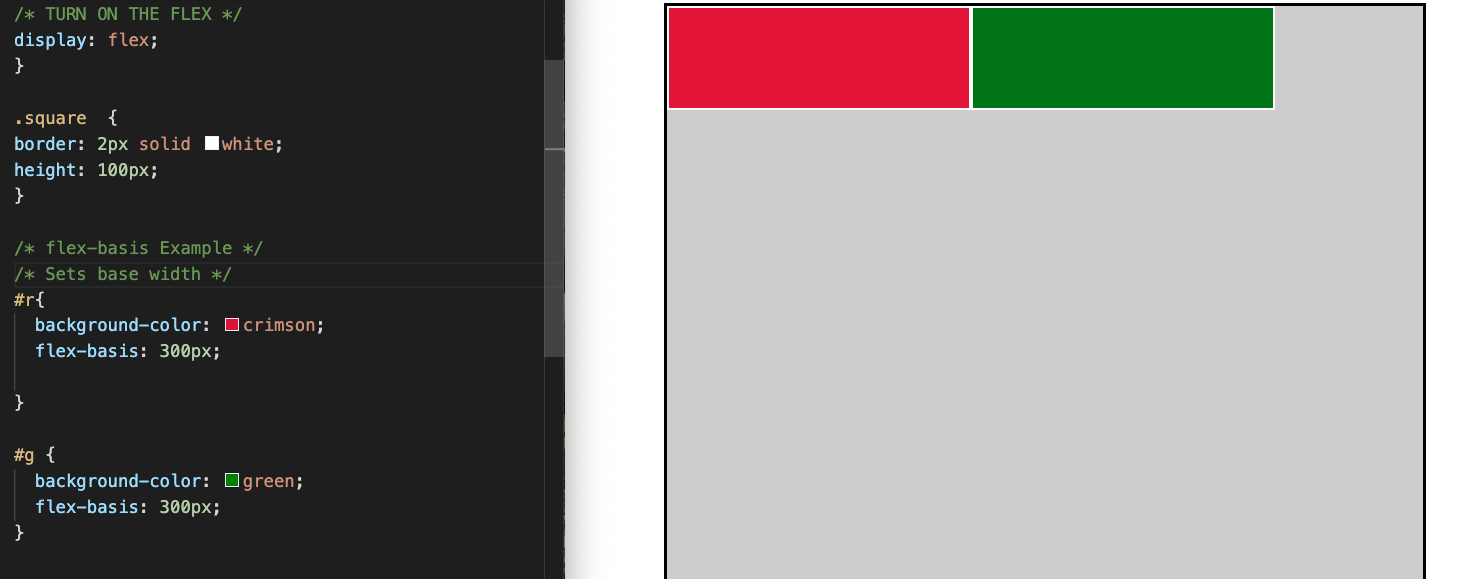 /* TURN ON THE FLEX */
display: flex;
}
.square  {
border: 2px solid white;
height: 100px;
}
/* flex-basis Example */
/* Sets base width */
#r{
background-color: crimson;
flex-basis: 300px;
}
#g {
background-color: green;
flex-basis: 300px;
}